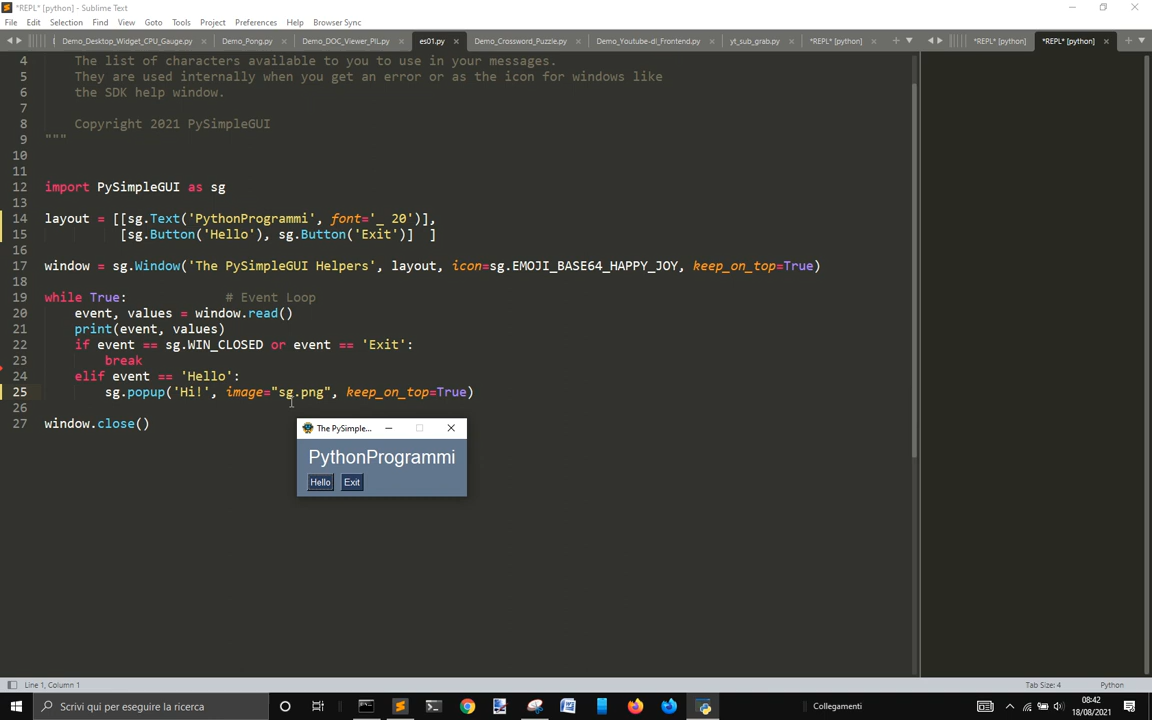 *REPL* [python] - Sublime Text
File Edit Selection Find View Goto Tools Project Preferences Help Browser Sync
Demo_Desktop_Widget_CPU_Gauge.py Demo_Pong.py Demo_DOC_Viewer_PIL.py es01.py Demo_Crossword_Puzzle.py Demo_Youtube-dl_Frontend.py yt_sub_grab.py *REPL* [python] *REPL* [python] *REPL* [python]
4 The list of characters available to you to use in your messages.
5 They are used internally when you get an error or as the icon for windows like
6 the SDK help window.
7
8 Copyright 2021 PySimpleGUI
9 """
10
11
12 import PySimpleGUI as sg
13
14 layout = [[sg.Text('PythonProgrammi', font='_ 20')],
15 [sg.Button('Hello'), sg.Button('Exit')] ]
16
17 window = sg.Window('The PySimpleGUI Helpers', layout, icon=sg.EMOJI_BASE64_HAPPY_JOY, keep_on_top=True)
18
19 while True: # Event Loop
20 event, values = window.read()
21 print(event, values)
22 if event == sg.WIN_CLOSED or event == 'Exit':
23 break
24 elif event == 'Hello':
25 sg.popup('Hi!', image="sg.png", keep_on_top=True)
26
27 window.close()
The PySimple...
PythonProgrammi
Hello Exit
Line 1, Column 1 Tab Size: 4 Python
Scrivi qui per eseguire la ricerca Collegamenti 08:42
18/08/2021